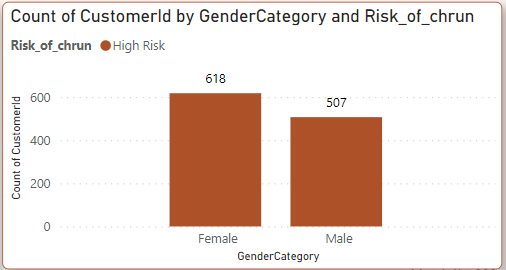 Count of CustomerId by GenderCategory and Risk_of_chrun
Risk_of_chrun High Risk
618
507
600
400
200
0
Count of CustomerId
Female Male
GenderCategory